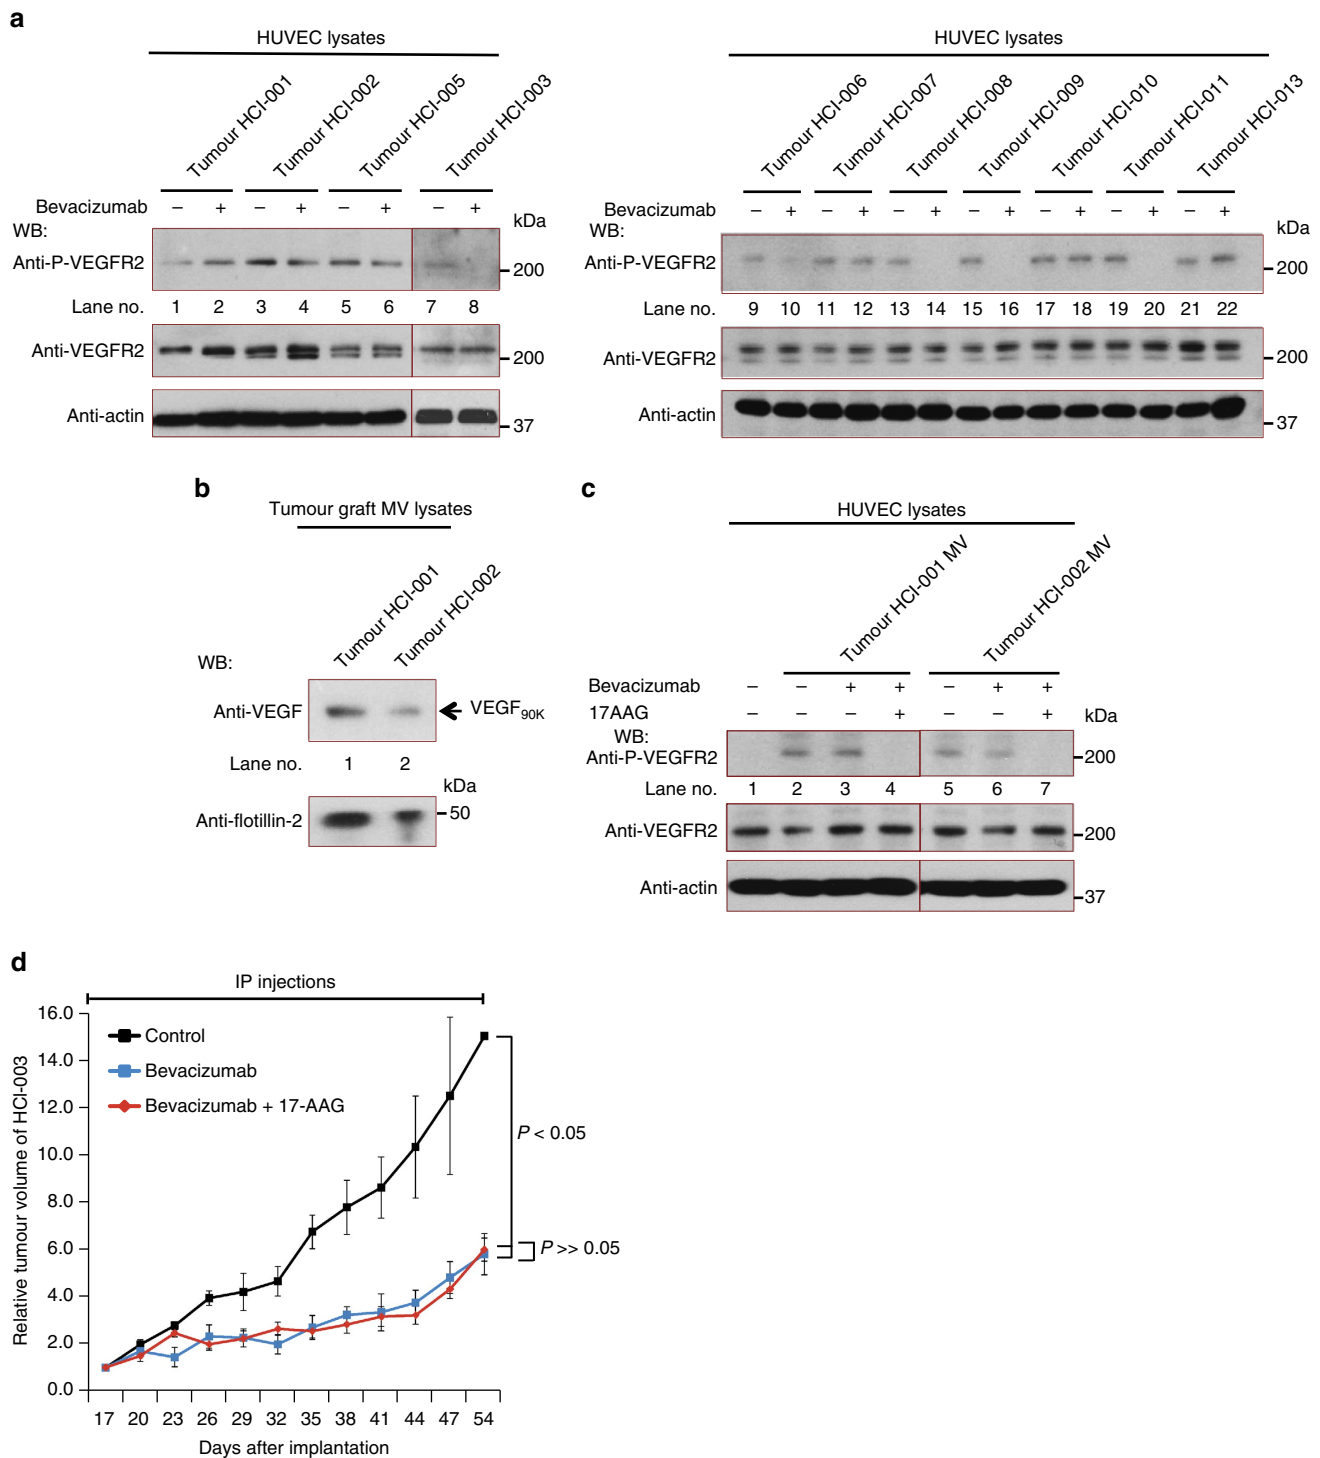 a
HUVEC lysates
Tumour HCI-001
Tumour HCI-002
Tumour HCI-005
Tumour HCI-003
Bevacizumab − + − + − + − +
WB:
kDa
Anti-P-VEGFR2
200
Lane no. 1 2 3 4 5 6 7 8
Anti-VEGFR2
200
Anti-actin
37
HUVEC lysates
Tumour HCI-006
Tumour HCI-007
Tumour HCI-008
Tumour HCI-009
Tumour HCI-010
Tumour HCI-011
Tumour HCI-013
Bevacizumab − + − + − + − + − + − + − +
WB:
kDa
Anti-P-VEGFR2
200
Lane no. 9 10 11 12 13 14 15 16 17 18 19 20 21 22
Anti-VEGFR2
200
Anti-actin
37
b
Tumour graft MV lysates
Tumour HCI-001
Tumour HCI-002
WB:
Anti-VEGF
VEGF90K
Lane no. 1 2
kDa
Anti-flotillin-2
50
c
HUVEC lysates
Tumour HCI-001 MV
Tumour HCI-002 MV
Bevacizumab − − + + − + +
17AAG − − − + − − +
kDa
WB:
Anti-P-VEGFR2
200
Lane no. 1 2 3 4 5 6 7
Anti-VEGFR2
200
Anti-actin
37
d
IP injections
Relative tumour volume of HCI-003
16.0
14.0
12.0
10.0
8.0
6.0
4.0
2.0
0.0
Control
Bevacizumab
Bevacizumab + 17-AAG
P < 0.05
P >> 0.05
17 20 23 26 29 32 35 38 41 44 47 54
Days after implantation